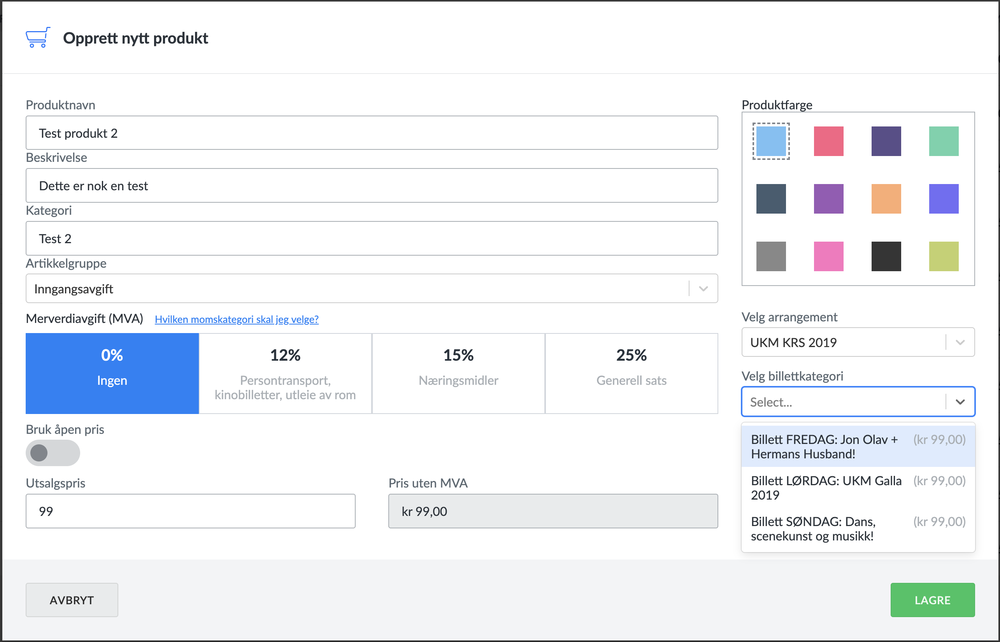 Opprett nytt produkt
Produktnavn
Test produkt 2
Beskrivelse
Dette er nok en test
Kategori
Test 2
Artikkelgruppe
Inngangsavgift
Merverdiavgift (MVA) Hvilken momskategori skal jeg velge?
0%
Ingen
12%
Persontransport,
kinobilletter, utleie av rom
15%
Næringsmidler
25%
Generell sats
Bruk åpen pris
Utsalgspris
99
Pris uten MVA
kr 99,00
Produktfarge
Velg arrangement
UKM KRS 2019
Velg billettkategori
Select...
Billett FREDAG: Jon Olav + (kr 99,00)
Hermans Husband!
Billett LØRDAG: UKM Galla (kr 99,00)
2019
Billett SØNDAG: Dans, (kr 99,00)
scenekunst og musikk!
AVBRYT
LAGRE